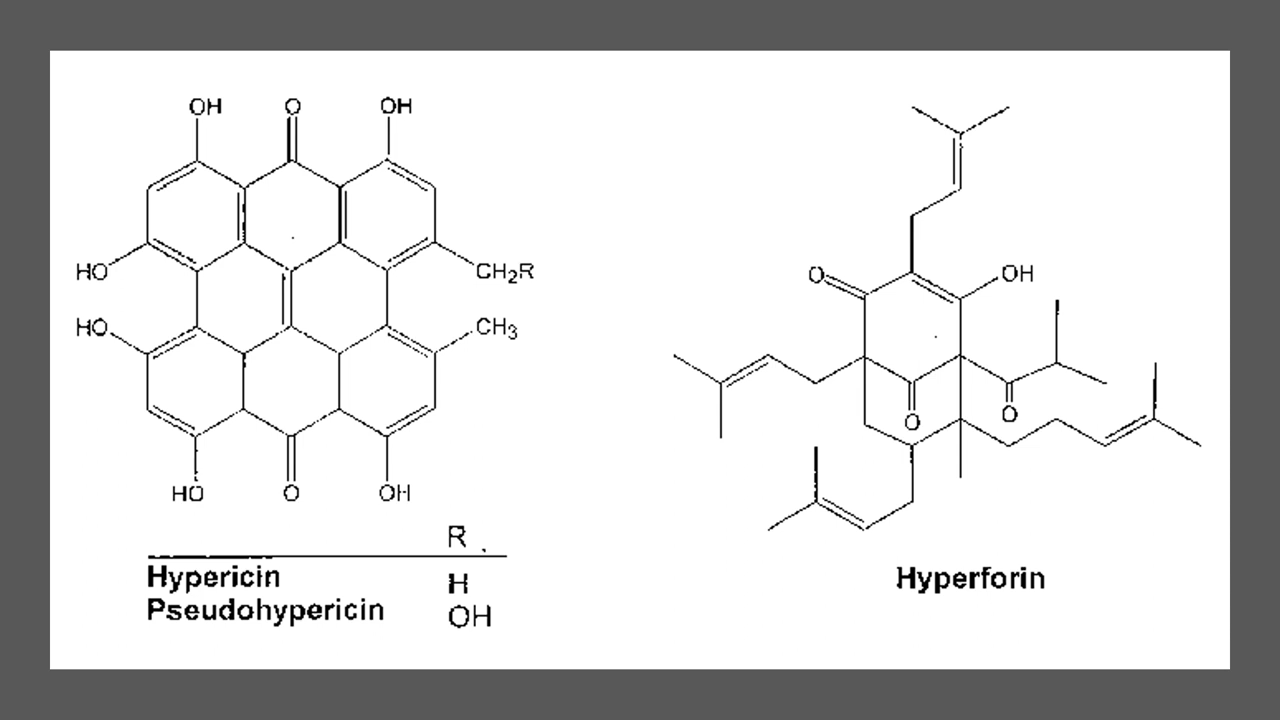 OH O OH
HO CH2R
HO CH3
HO O OH
R
Hypericin H
Pseudohypericin OH
O OH
O O
Hyperforin